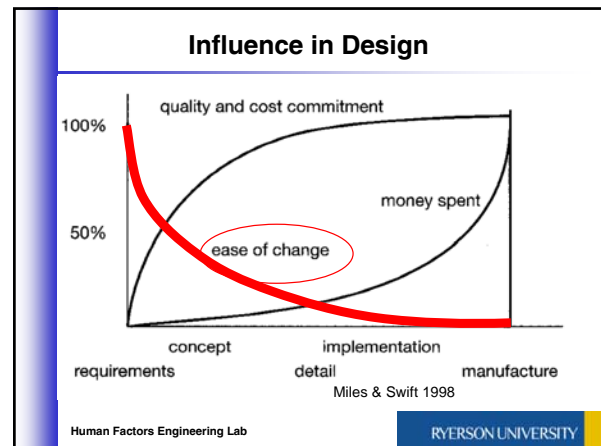 Influence in Design
quality and cost commitment
100%
money spent
50%
ease of change
concept implementation
requirements detail manufacture
Miles & Swift 1998
Human Factors Engineering Lab RYERSON UNIVERSITY